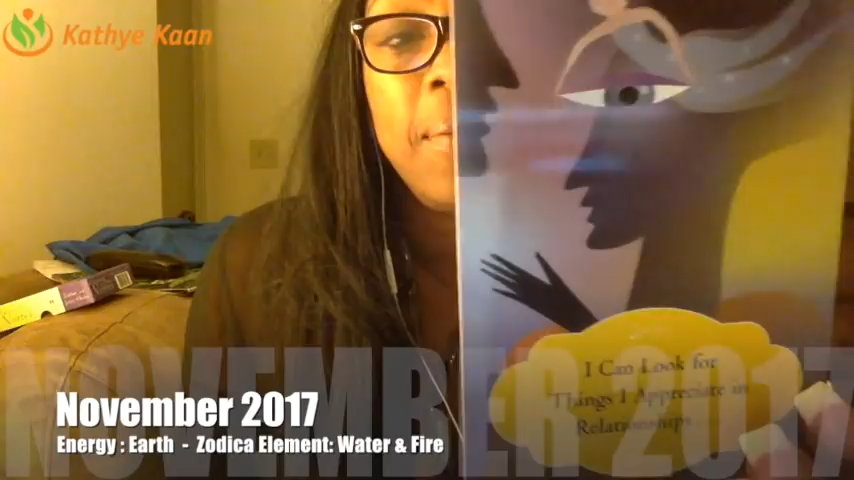 Kathye Kaan
I Can Look for
Things I Appreciate in
Relationships
NOVEMBER 2017
November 2017
Energy : Earth - Zodica Element: Water & Fire